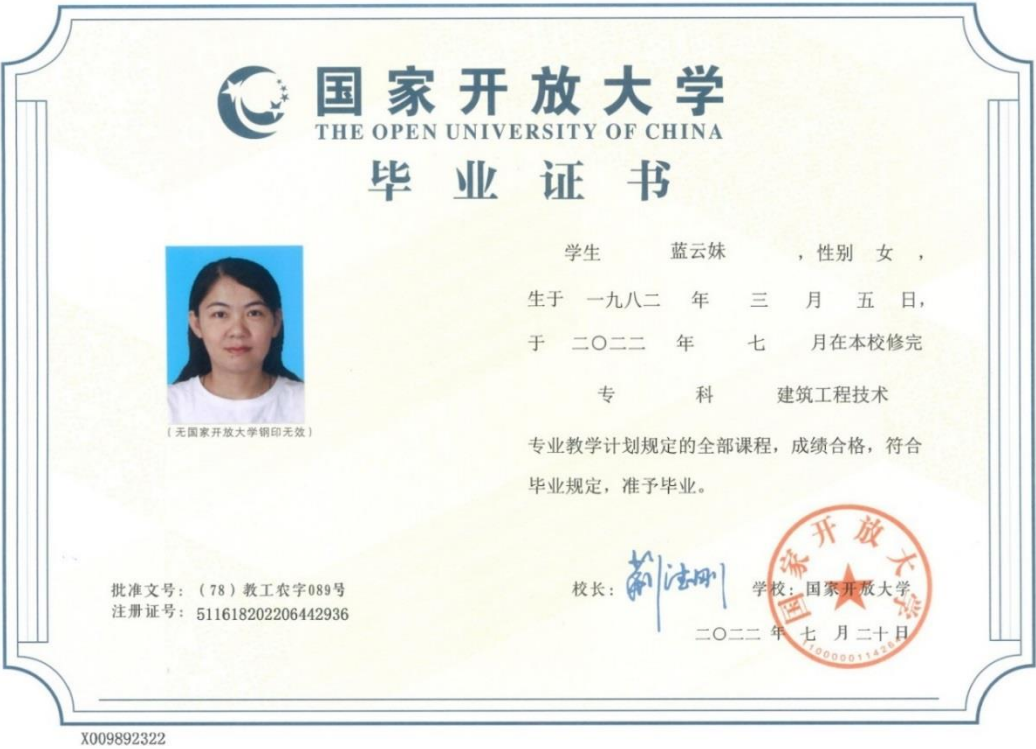 国家开放大学
THE OPEN UNIVERSITY OF CHINA
毕业证书
学生 蓝云妹 ，性别 女 ，
生于 一九八二 年 三 月 五 日，
于 二〇二二 年 七 月在本校修完
专 科 建筑工程技术
专业教学计划规定的全部课程，成绩合格，符合
毕业规定，准予毕业。
（无国家开放大学钢印无效）
批准文号：（78）教工农字089号
注册证号：511618202206442936
校长： 学校：国家开放大学
二〇二二 年 七 月 二十日
国家开放大学
X009892322